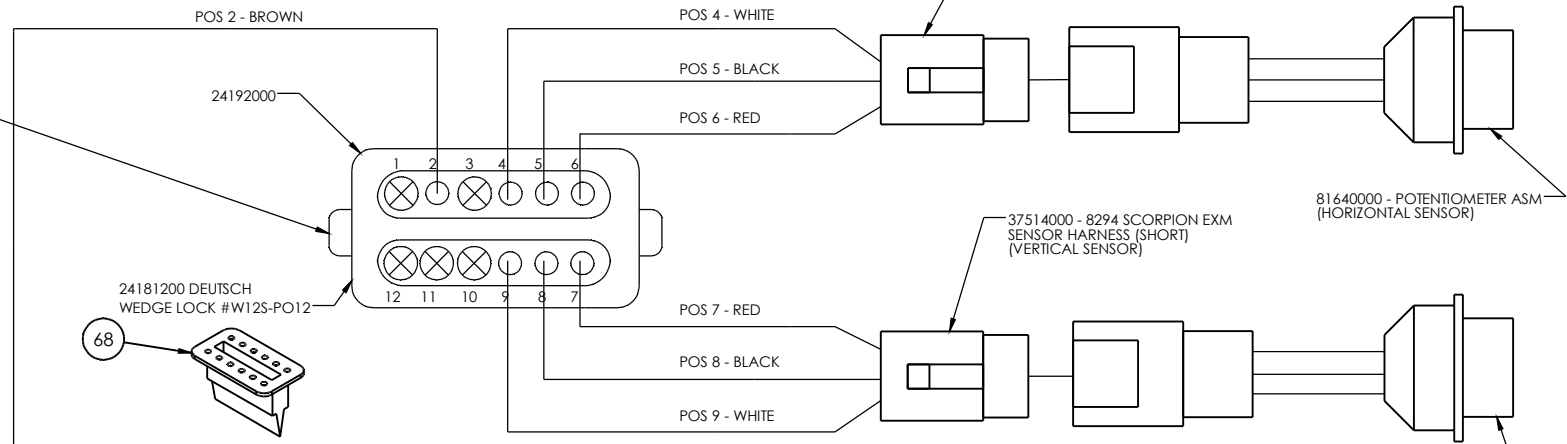 POS 2 - BROWN
POS 4 - WHITE
POS 5 - BLACK
POS 6 - RED
24192000
1 2 3 4 5 6
12 11 10 9 8 7
24181200 DEUTSCH
WEDGE LOCK #W12S-PO12
68
81640000 - POTENTIOMETER ASM
(HORIZONTAL SENSOR)
37514000 - 8294 SCORPION EXM
SENSOR HARNESS (SHORT)
(VERTICAL SENSOR)
POS 7 - RED
POS 8 - BLACK
POS 9 - WHITE